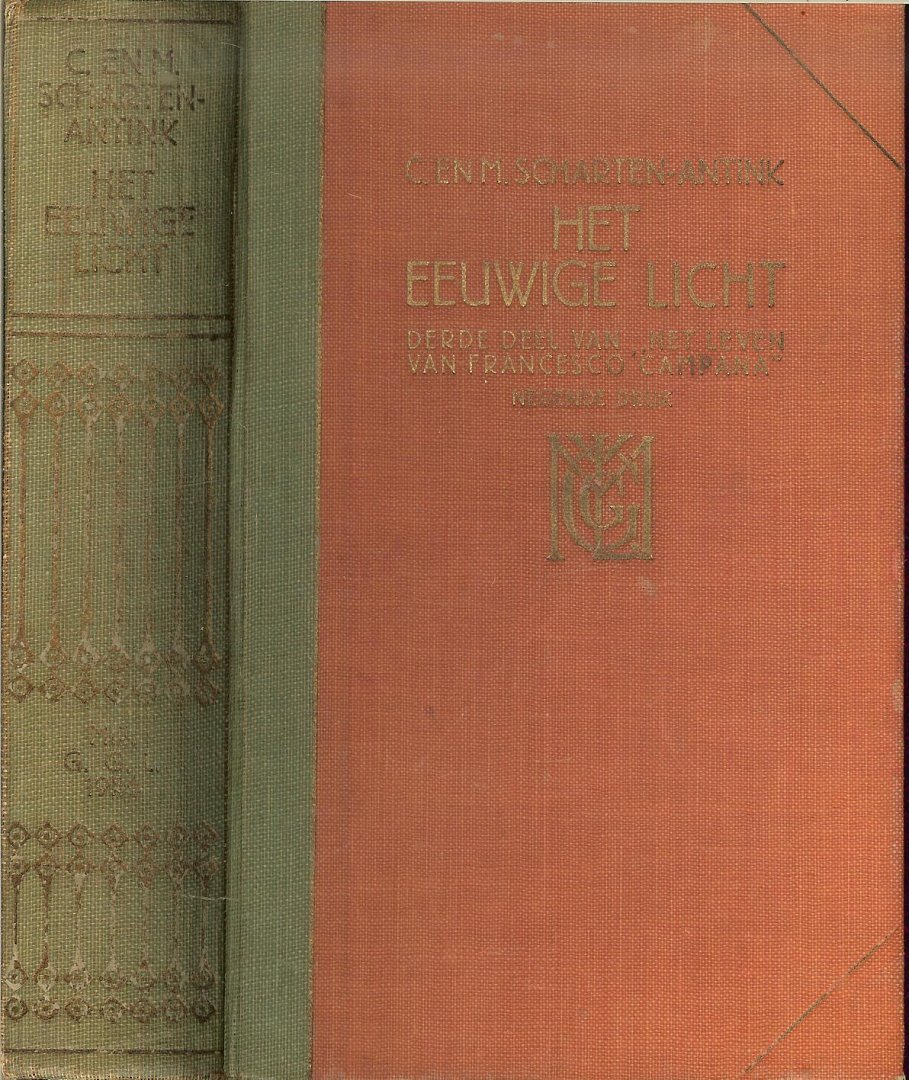 C. EN M.
SCHARTEN-
ANTINK
HET
EEUWIGE
LICHT
G. G. L.
C. EN M. SCHARTEN-ANTINK
HET
EEUWIGE LICHT
DERDE DEEL VAN „HET LEVEN
VAN FRANCESCO CAMPANA"
DRUK